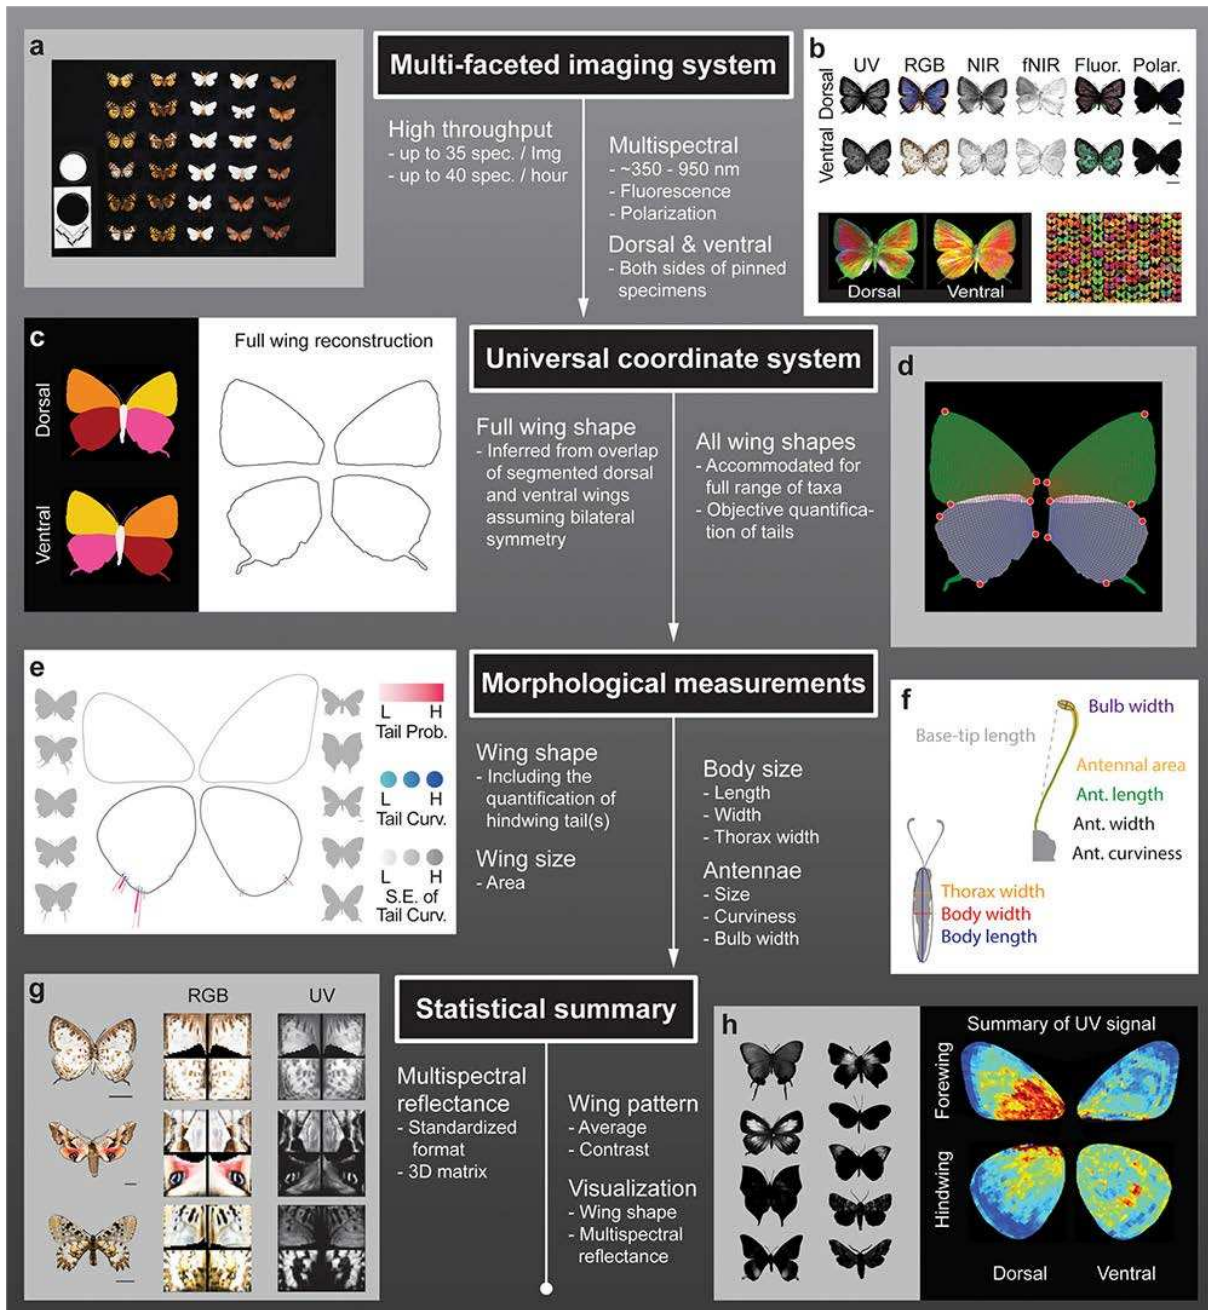 a
Multi-faceted imaging system
High throughput
- up to 35 spec. / Img
- up to 40 spec. / hour
Multispectral
- ~350 - 950 nm
- Fluorescence
- Polarization
Dorsal & ventral
- Both sides of pinned
specimens
b
UV RGB NIR fNIR Fluor. Polar.
Dorsal
Ventral
Dorsal Ventral
c
Full wing reconstruction
Dorsal
Ventral
Universal coordinate system
Full wing shape
- Inferred from overlap
of segmented dorsal
and ventral wings
assuming bilateral
symmetry
All wing shapes
- Accommodated for
full range of taxa
- Objective quantifica-
tion of tails
d
e
L H
Tail Prob.
L H
Tail Curv.
L H
S.E. of
Tail Curv.
Morphological measurements
Wing shape
- Including the
quantification of
hindwing tail(s)
Wing size
- Area
Body size
- Length
- Width
- Thorax width
Antennae
- Size
- Curviness
- Bulb width
f
Bulb width
Base-tip length
Antennal area
Ant. length
Ant. width
Ant. curviness
Thorax width
Body width
Body length
g
RGB UV
Statistical summary
Multispectral
reflectance
- Standardized
format
- 3D matrix
Wing pattern
- Average
- Contrast
Visualization
- Wing shape
- Multispectral
reflectance
h
Summary of UV signal
Forewing
Hindwing
Dorsal Ventral